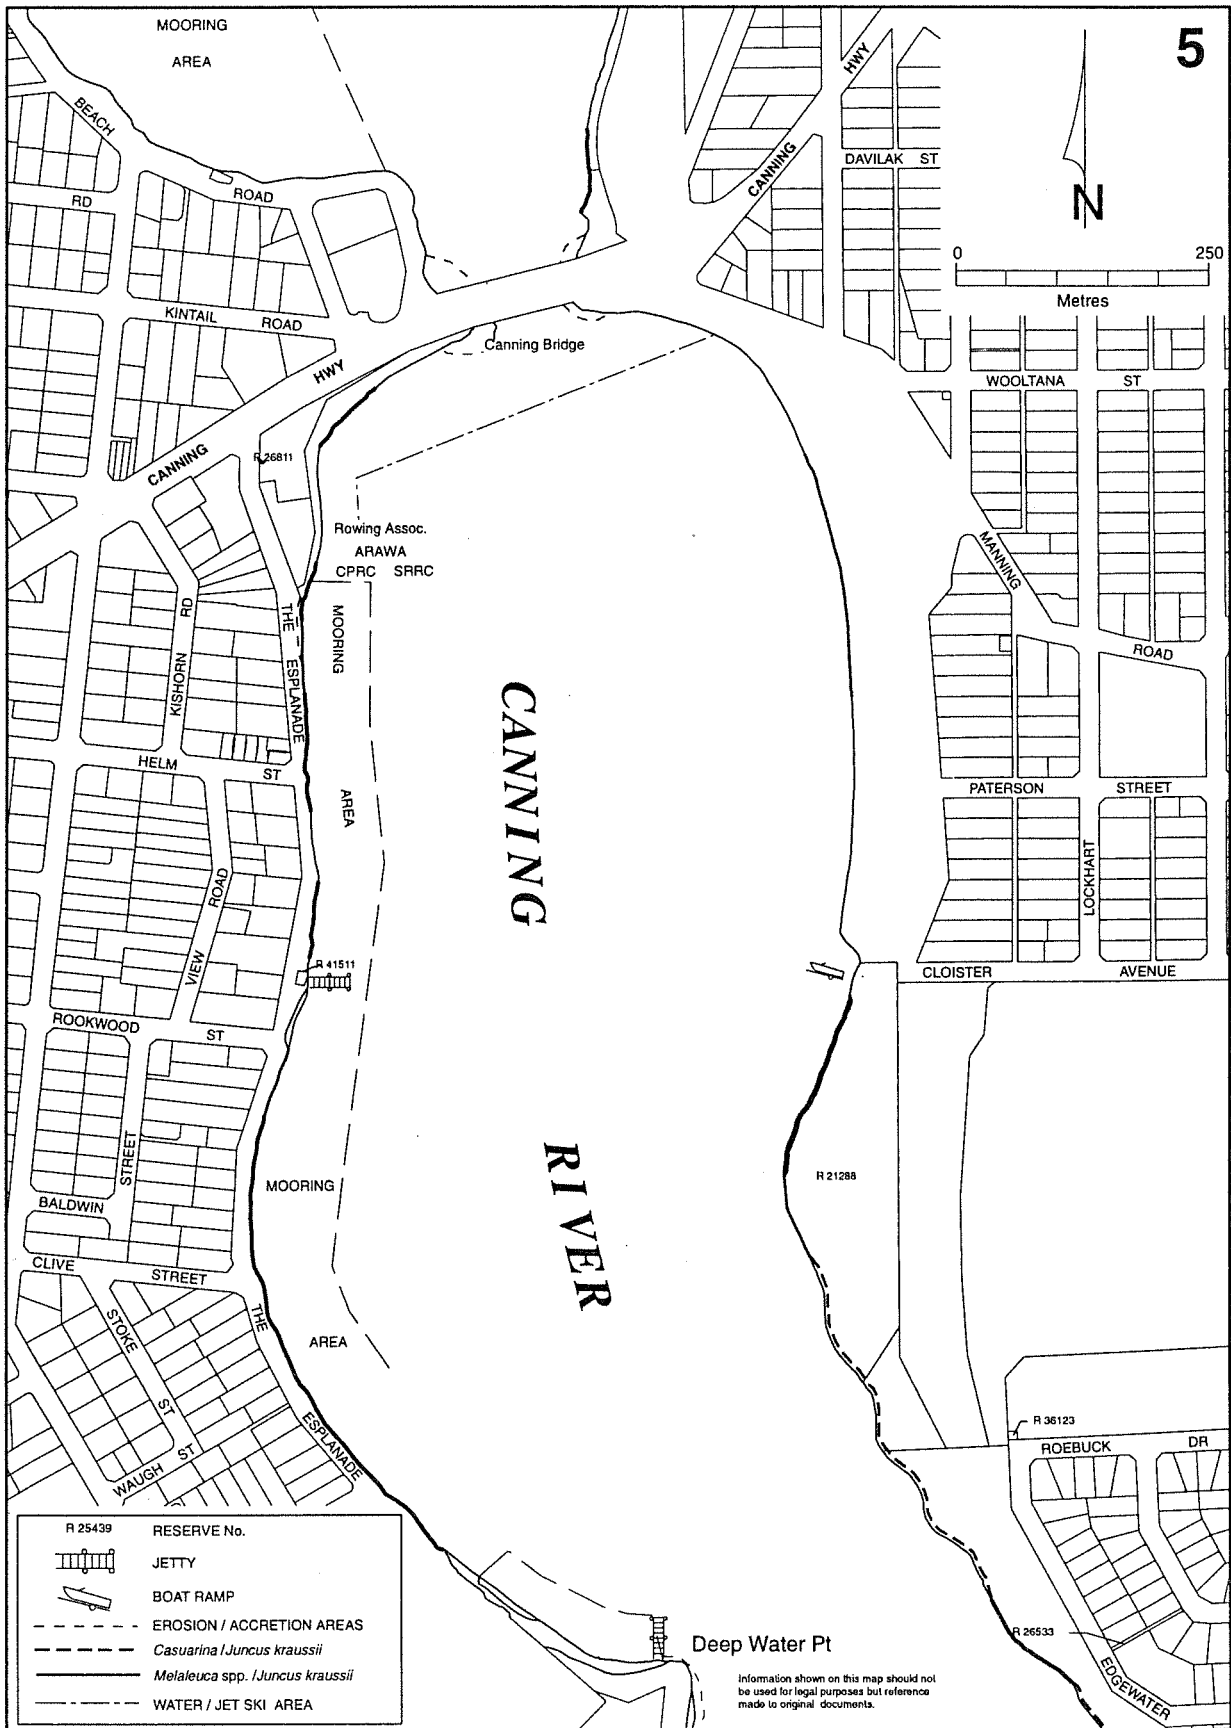 MOORING
AREA
5
BEACH
ROAD
RD
HWY
CANNING
DAVILAK ST
N
0 250
Metres
KINTAIL ROAD
Canning Bridge
HWY
CANNING
R 26811
WOOLTANA ST
Rowing Assoc.
ARAWA
CPRC SRRC
MANNING
ROAD
KISHORN RD
THE ESPLANADE
MOORING
AREA
HELM ST
CANNING
RIVER
PATERSON STREET
LOCKHART
VIEW ROAD
R 41511
CLOISTER AVENUE
ROOKWOOD ST
STREET
MOORING
AREA
R 21288
BALDWIN
CLIVE STREET
STOKE ST
THE ESPLANADE
WAUGH ST
R 36123
ROEBUCK DR
R 26533
EDGEWATER
Deep Water Pt
R 25439 RESERVE No.
JETTY
BOAT RAMP
EROSION / ACCRETION AREAS
Casuarina / Juncus kraussii
Melaleuca spp. / Juncus kraussii
WATER / JET SKI AREA
Information shown on this map should not
be used for legal purposes but reference
made to original documents.